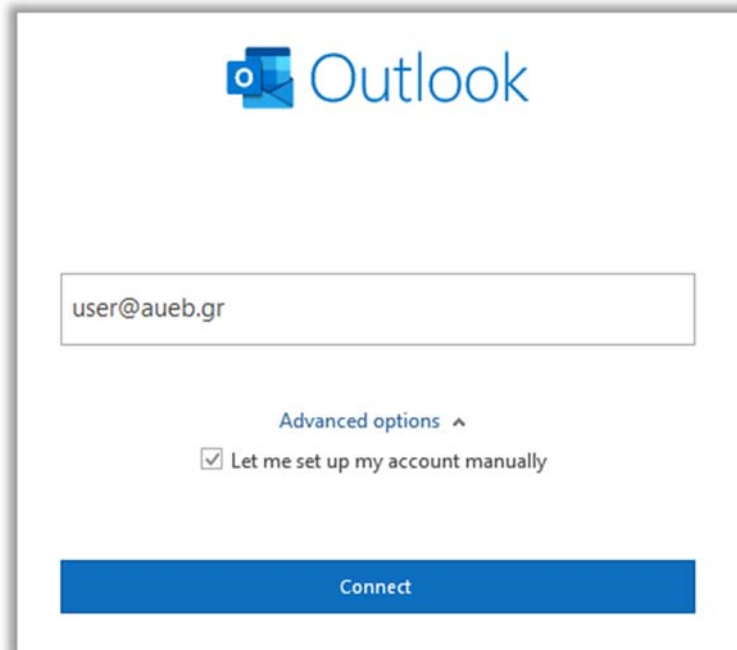 Outlook
user@aueb.gr
Advanced options
Let me set up my account manually
Connect